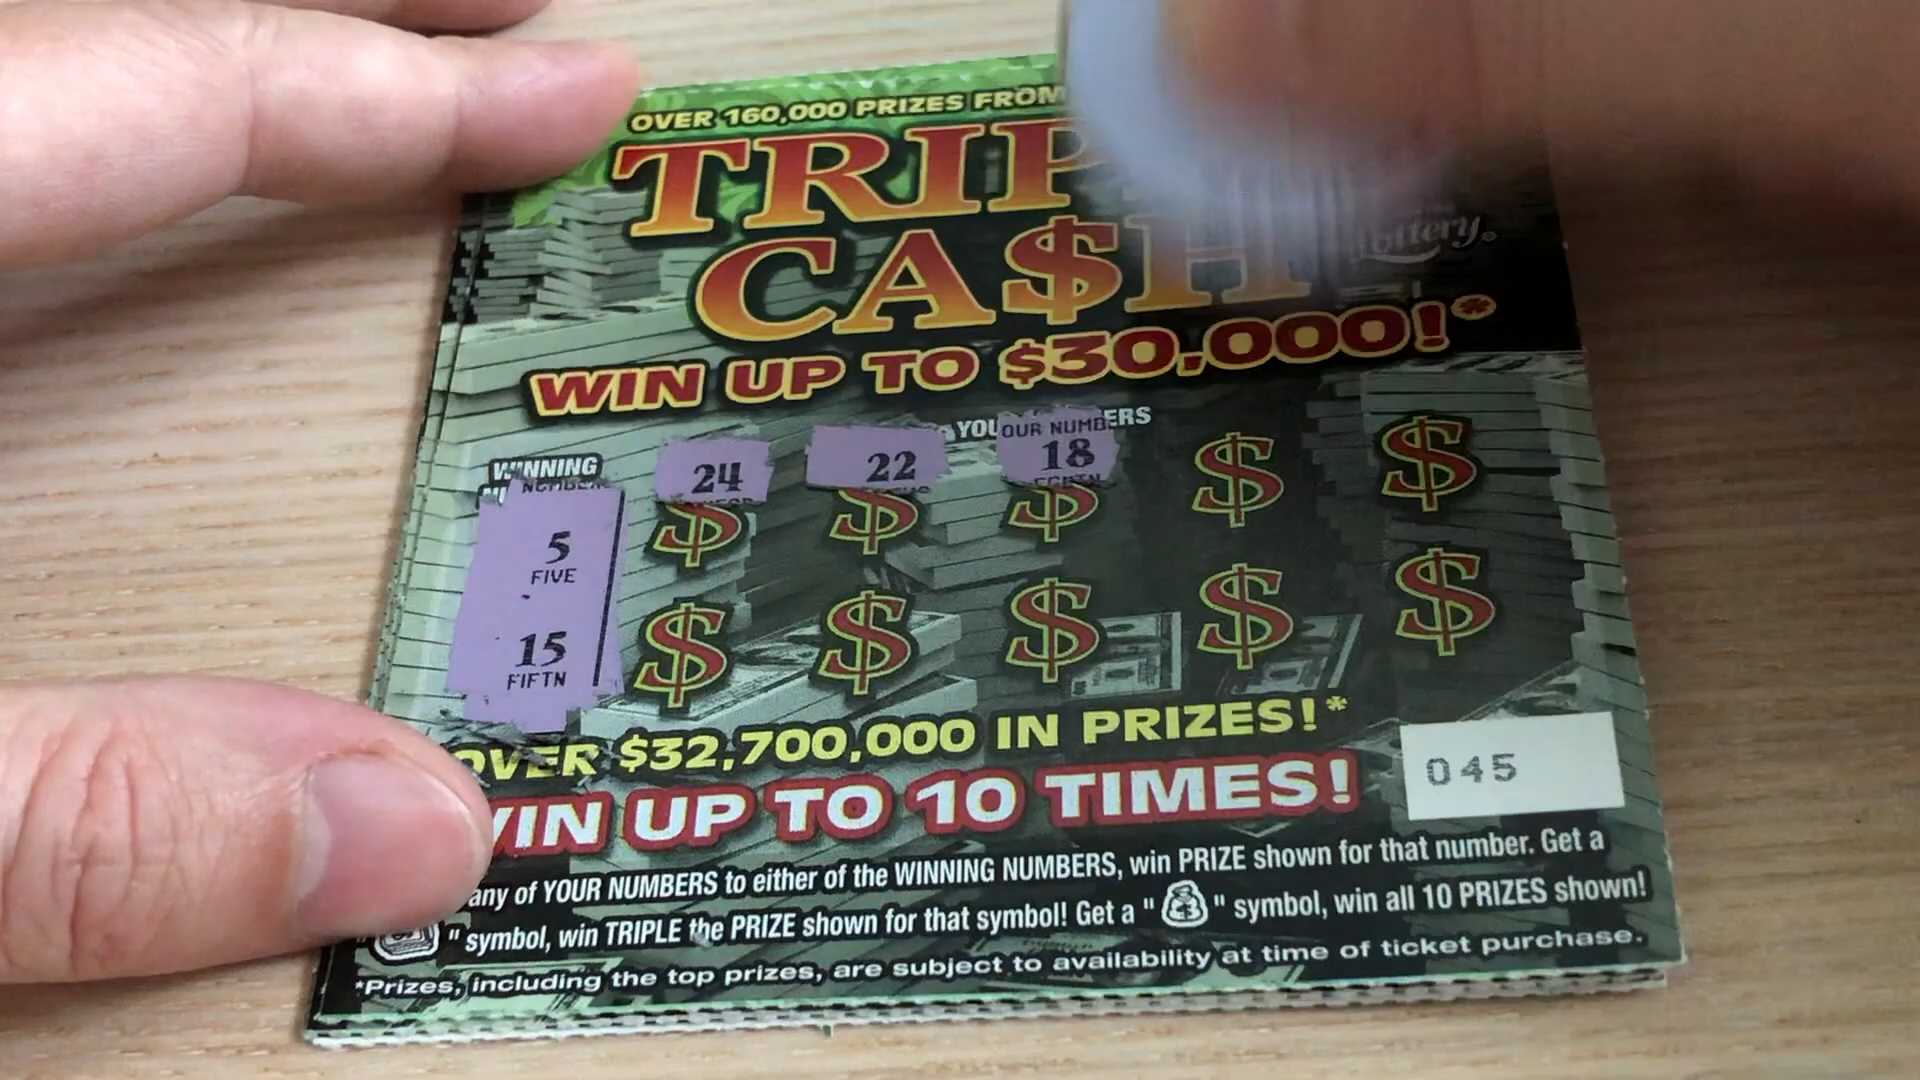 OVER 160,000 PRIZES FROM
TRIP
CA$H
Lottery
WIN UP TO $30,000!*
OUR NUMB ERS
WINNING
24
22
18
5
FIVE
15
FIFTN
$ $ $ $ $
$ $ $ $ $
OVER $32,700,000 IN PRIZES!*
WIN UP TO 10 TIMES!
045
any of YOUR NUMBERS to either of the WINNING NUMBERS, win PRIZE shown for that number. Get a
" " symbol, win TRIPLE the PRIZE shown for that symbol! Get a " " symbol, win all 10 PRIZES shown!
*Prizes, including the top prizes, are subject to availability at time of ticket purchase.